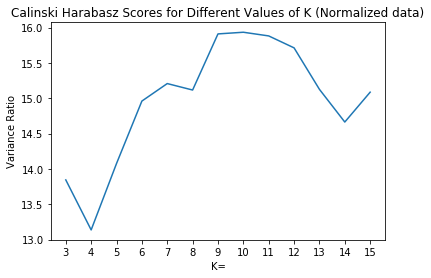 Calinski Harabasz Scores for Different Values of K (Normalized data)
16.0
15.5
15.0
14.5
14.0
13.5
13.0
Variance Ratio
3 4 5 6 7 8 9 10 11 12 13 14 15
K=